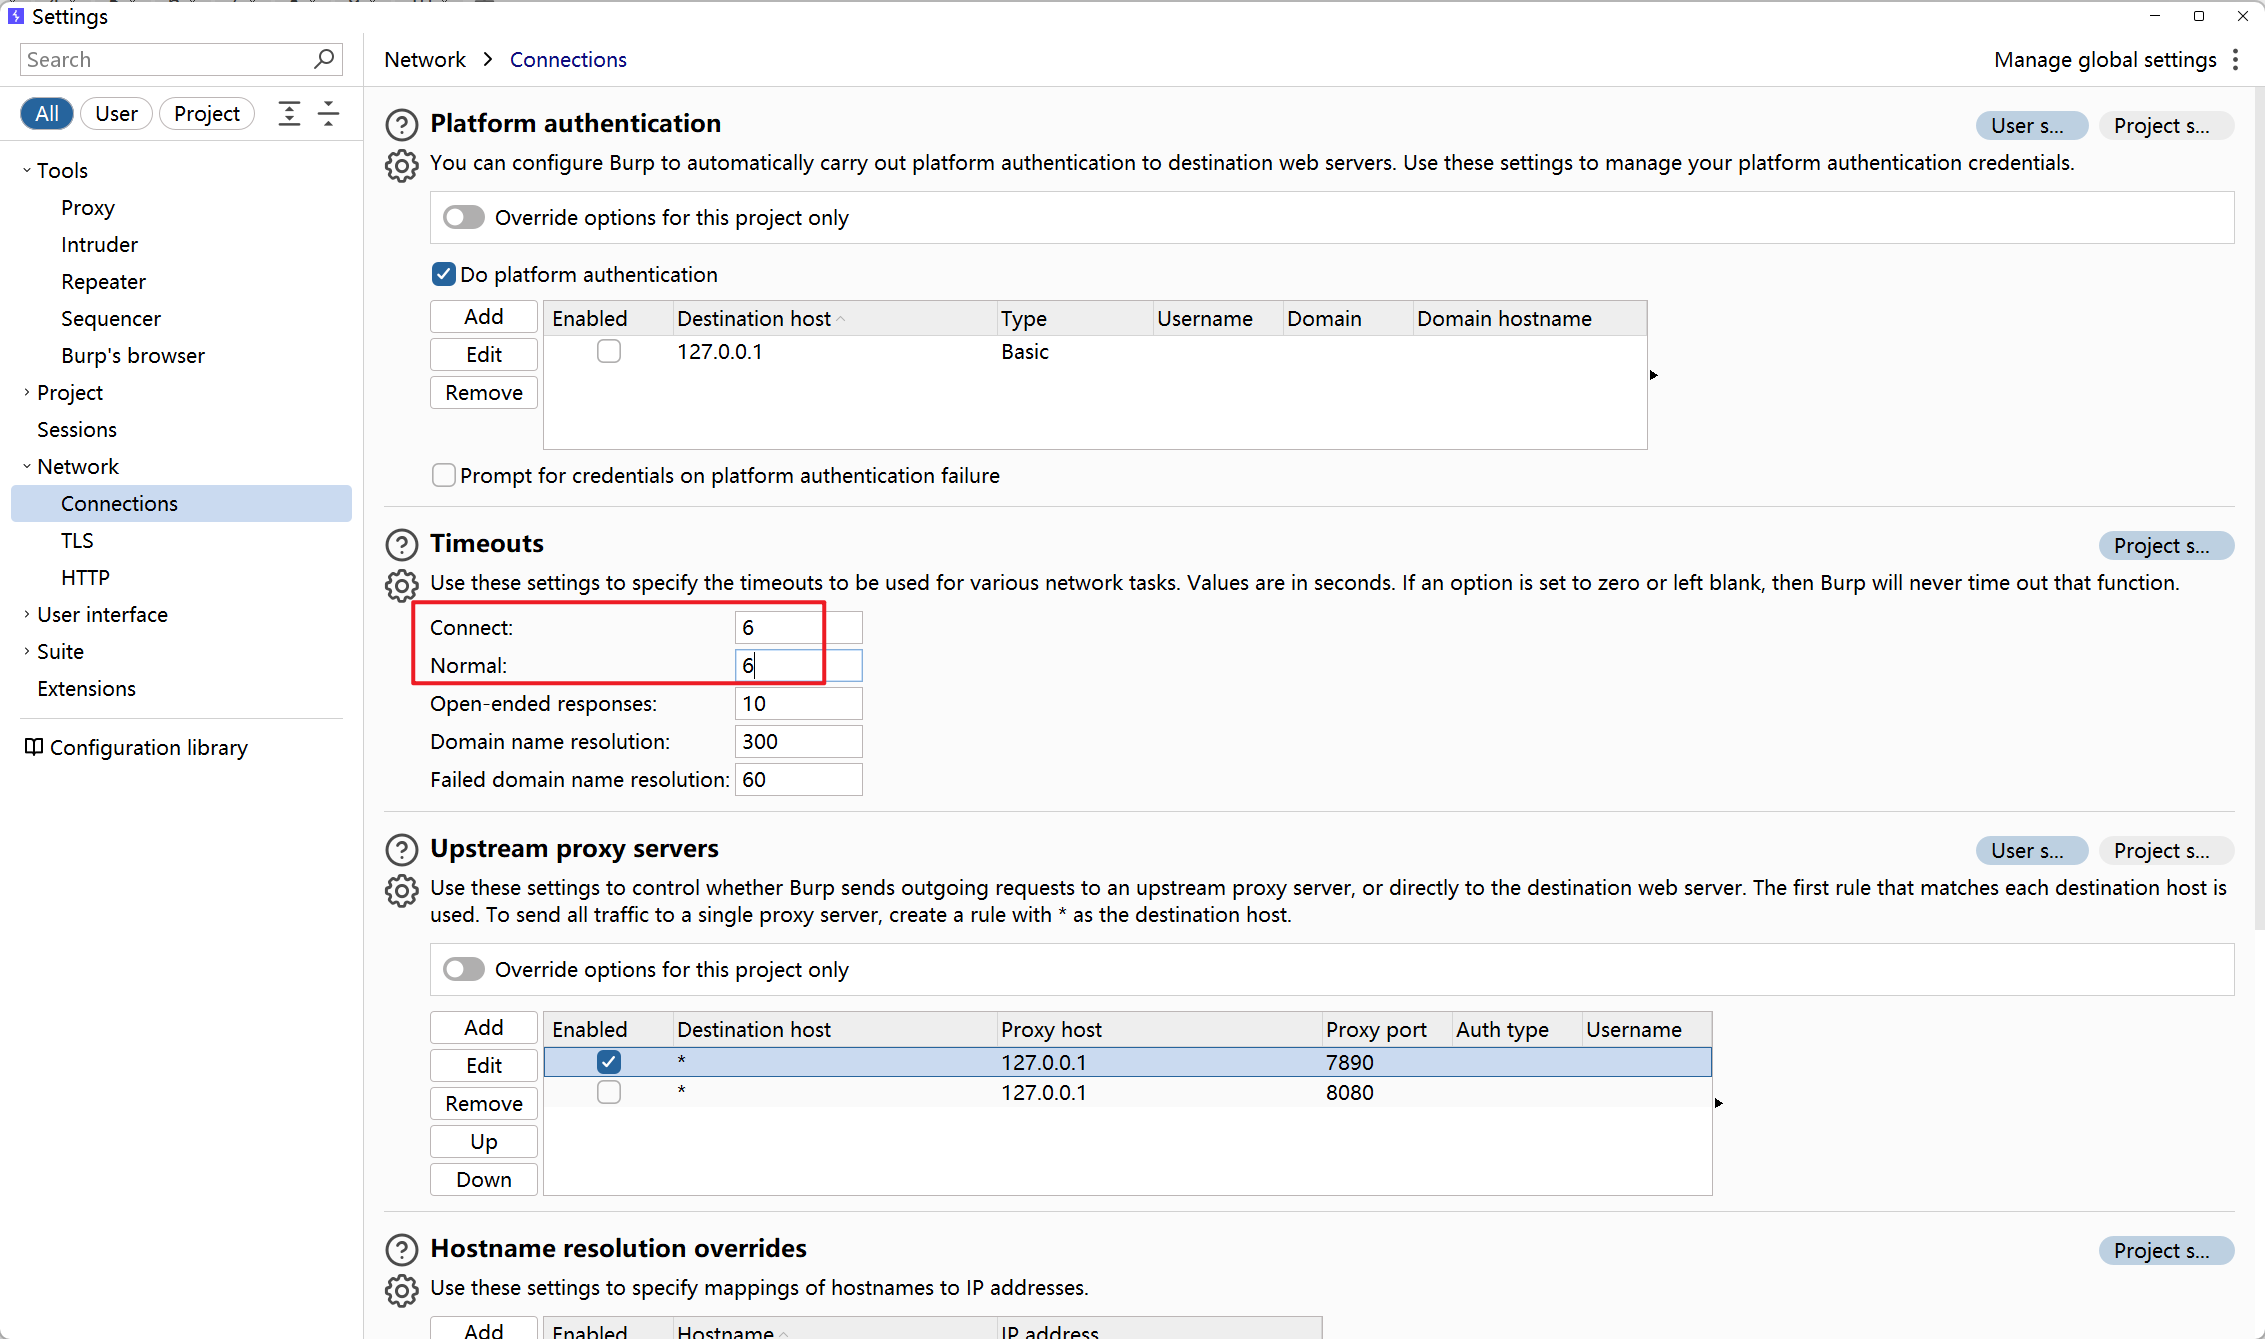 Settings
Search
All
User
Project
Tools
Proxy
Intruder
Repeater
Sequencer
Burp's browser
Project
Sessions
Network
Connections
TLS
HTTP
User interface
Suite
Extensions
Configuration library
Network > Connections
Manage global settings
Platform authentication
User s...
Project s...
You can configure Burp to automatically carry out platform authentication to destination web servers. Use these settings to manage your platform authentication credentials.
Override options for this project only
Do platform authentication
Add
Edit
Remove
Enabled Destination host Type Username Domain Domain hostname
127.0.0.1 Basic
Prompt for credentials on platform authentication failure
Timeouts
Project s...
Use these settings to specify the timeouts to be used for various network tasks. Values are in seconds. If an option is set to zero or left blank, then Burp will never time out that function.
Connect: 6
Normal: 6
Open-ended responses: 10
Domain name resolution: 300
Failed domain name resolution: 60
Upstream proxy servers
User s...
Project s...
Use these settings to control whether Burp sends outgoing requests to an upstream proxy server, or directly to the destination web server. The first rule that matches each destination host is
used. To send all traffic to a single proxy server, create a rule with * as the destination host.
Override options for this project only
Add
Edit
Remove
Up
Down
Enabled Destination host Proxy host Proxy port Auth type Username
* 127.0.0.1 7890
* 127.0.0.1 8080
Hostname resolution overrides
Project s...
Use these settings to specify mappings of hostnames to IP addresses.
Add
Enabled Hostname IP address